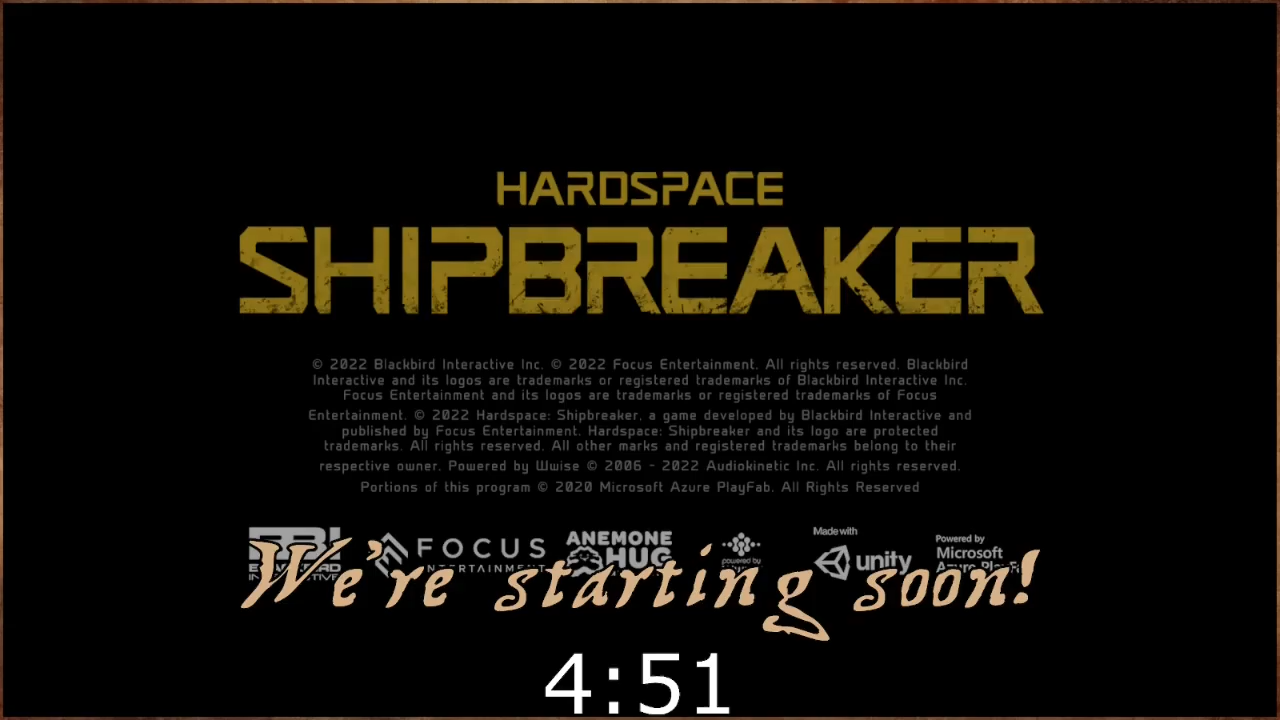 HARDSPACE
SHIPBREAKER
© 2022 Blackbird Interactive Inc. © 2022 Focus Entertainment. All rights reserved. Blackbird
Interactive and its logos are trademarks or registered trademarks of Blackbird Interactive Inc.
Focus Entertainment and its logos are trademarks or registered trademarks of Focus
Entertainment. © 2022 Hardspace: Shipbreaker, a game developed by Blackbird Interactive and
published by Focus Entertainment. Hardspace: Shipbreaker and its logo are protected
trademarks. All rights reserved. All other marks and registered trademarks belong to their
respective owner. Powered by Wwise © 2006 - 2022 Audiokinetic Inc. All rights reserved.
Portions of this program © 2020 Microsoft Azure PlayFab. All Rights Reserved
FOCUS
ANEMONE
HUG
powered by
Made with
unity
Powered by
Microsoft
We're starting soon!
4:51